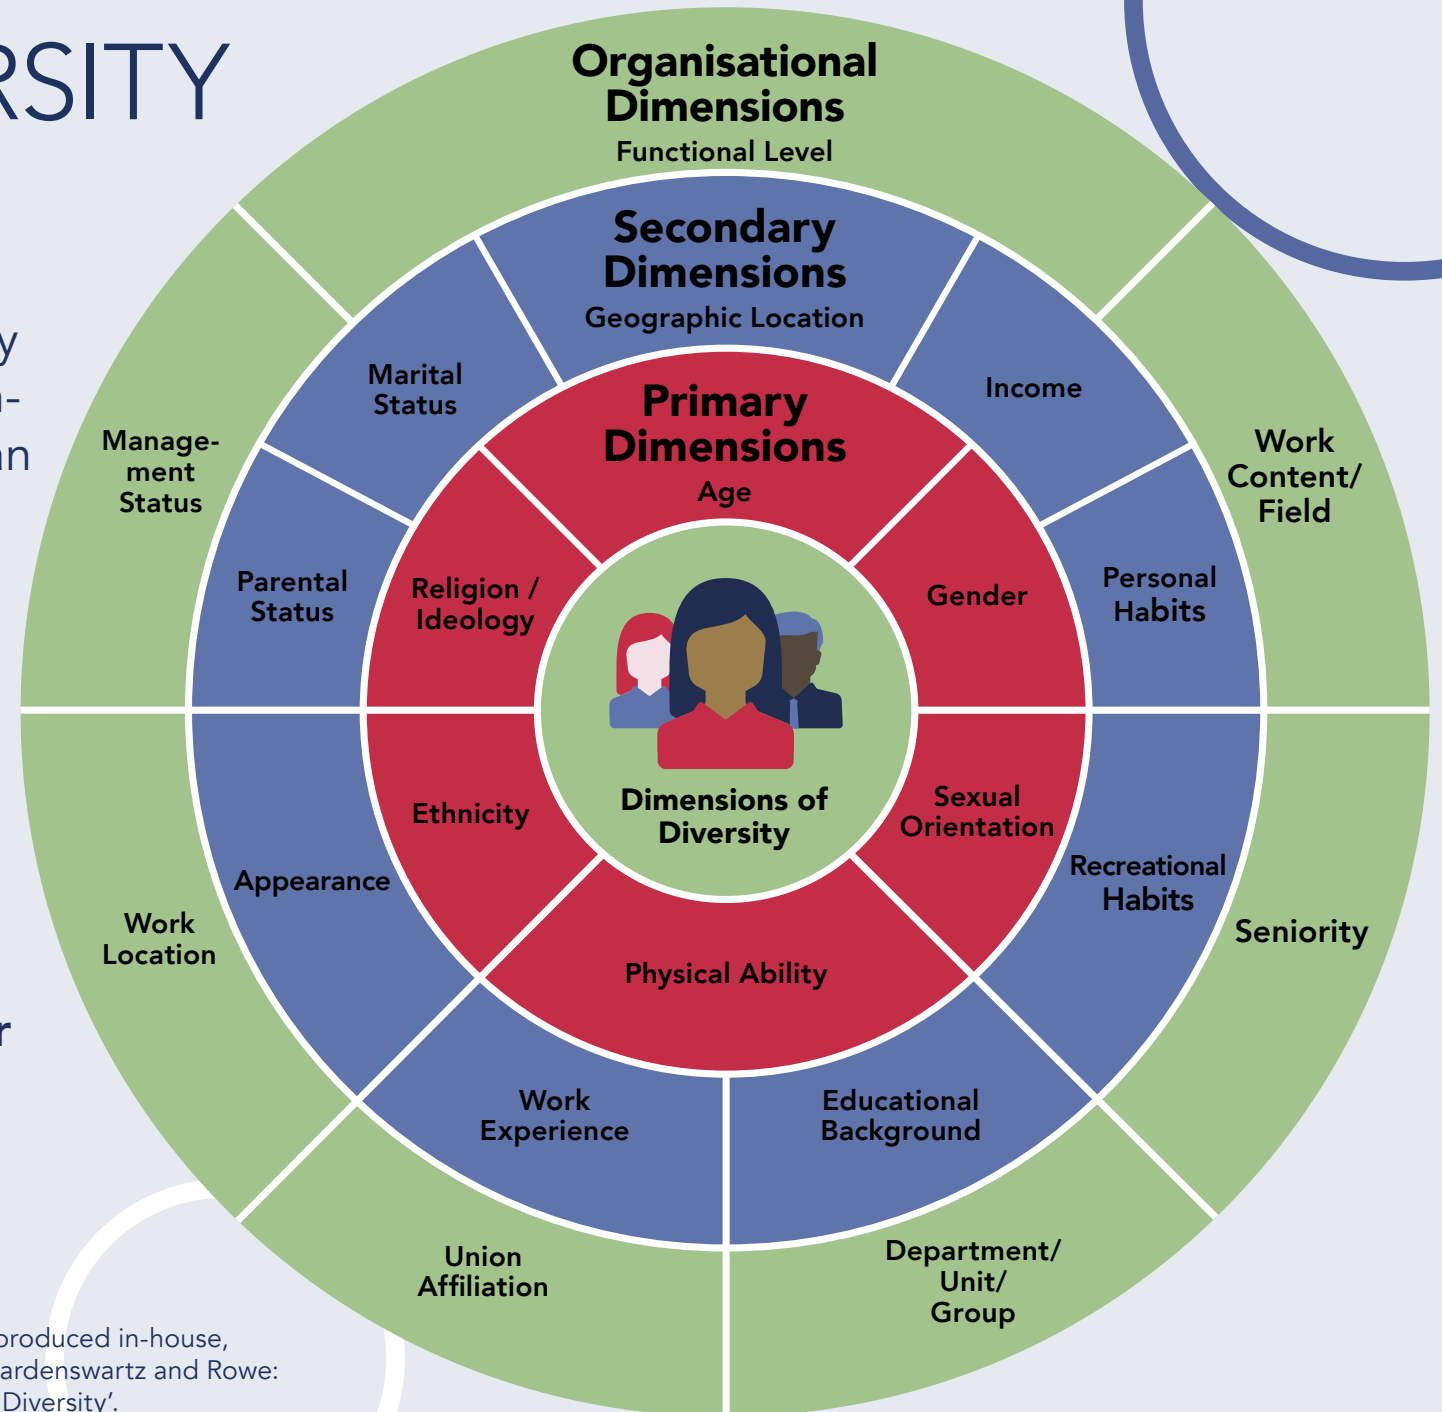 RSITY
Organisational
Dimensions
Functional Level
Secondary
Dimensions
Geographic Location
Primary
Dimensions
Age
Marital
Status
Income
Manage-
ment
Status
Work
Content/
Field
Parental
Status
Religion /
Ideology
Gender
Personal
Habits
Dimensions of
Diversity
Ethnicity
Sexual
Orientation
Appearance
Recreational
Habits
Work
Location
Seniority
Physical Ability
Work
Experience
Educational
Background
Union
Affiliation
Department/
Unit/
Group
y
-
an
r
produced in-house,
ardenswartz and Rowe:
Diversity’.